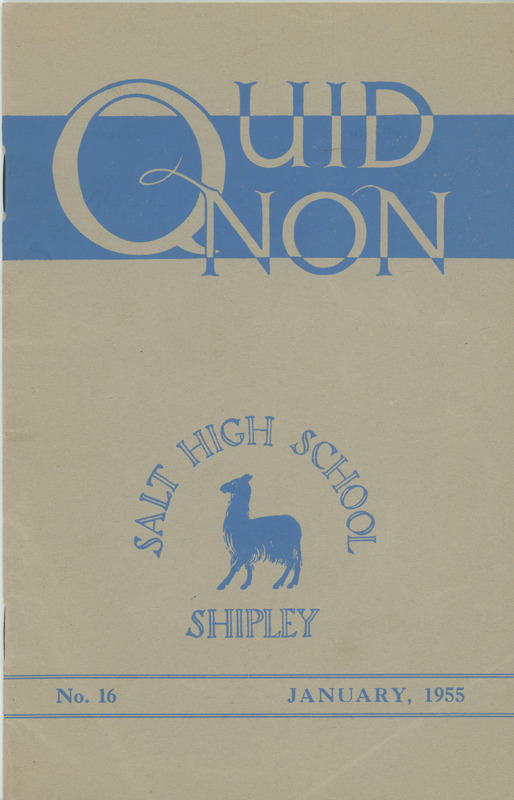 QUID
NON
SALT HIGH SCHOOL
SHIPLEY
No. 16 JANUARY, 1955